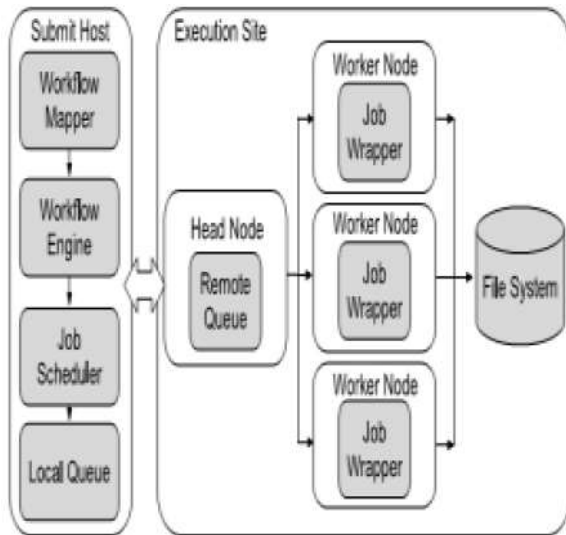 Submit Host
Workflow
Mapper
Workflow
Engine
Job
Scheduler
Local Queue
Execution Site
Head Node
Remote
Queue
Worker Node
Job
Wrapper
Worker Node
Job
Wrapper
Worker Node
Job
Wrapper
File System